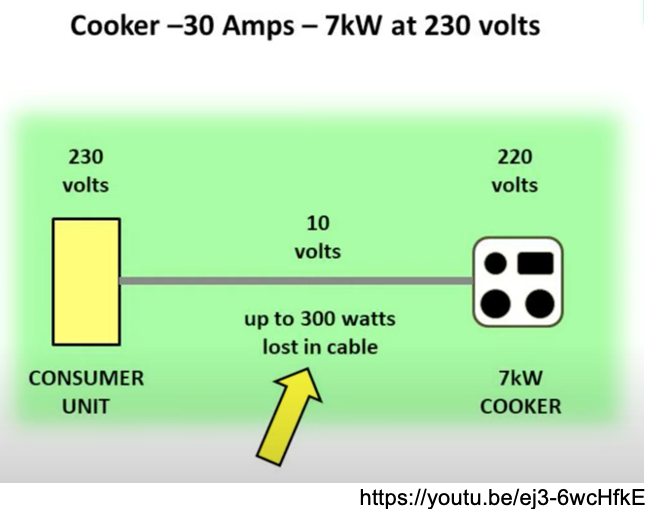 Cooker –30 Amps – 7kW at 230 volts
230
volts
220
volts
10
volts
up to 300 watts
lost in cable
CONSUMER
UNIT
7kW
COOKER
https://youtu.be/ej3-6wcHfkE